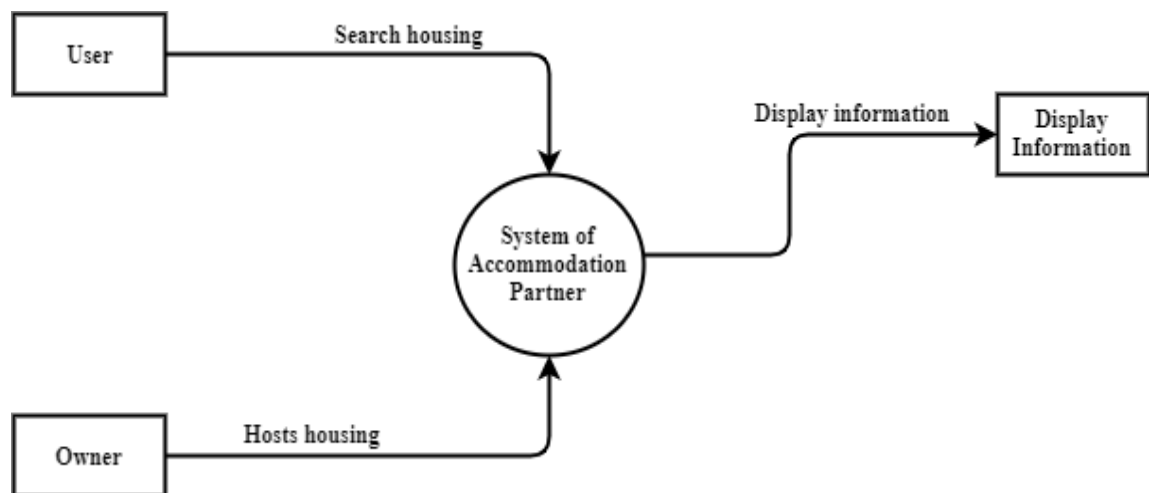 User
Search housing
Display information
Display
Information
System of
Accommodation
Partner
Hosts housing
Owner